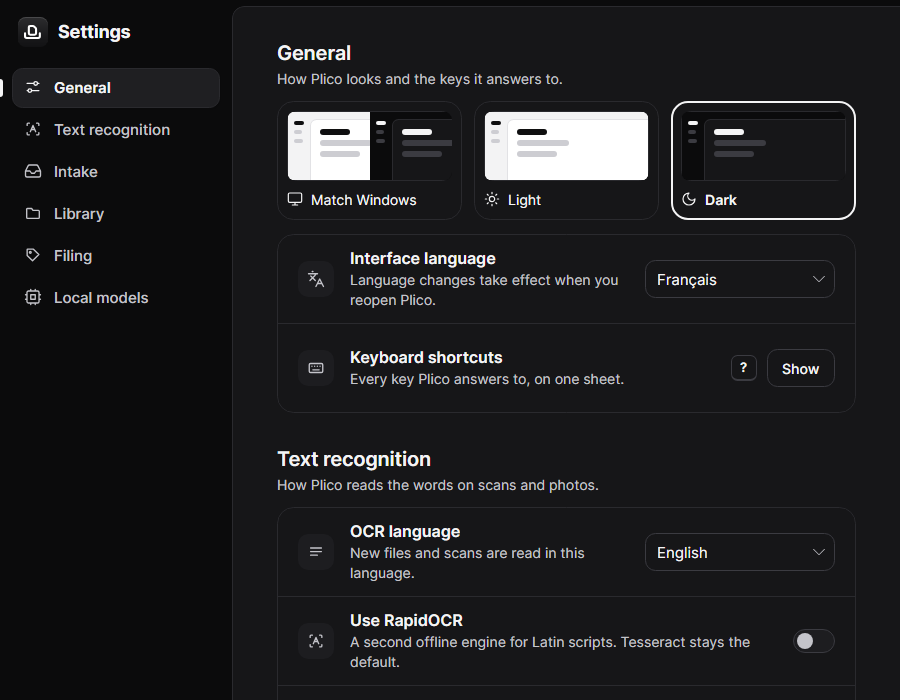 Settings
General
Text recognition
Intake
Library
Filing
Local models
General
How Plico looks and the keys it answers to.
Match Windows
Light
Dark
Interface language
Language changes take effect when you
reopen Plico.
Français
Keyboard shortcuts
Every key Plico answers to, on one sheet.
?
Show
Text recognition
How Plico reads the words on scans and photos.
OCR language
New files and scans are read in this
language.
English
Use RapidOCR
A second offline engine for Latin scripts. Tesseract stays the
default.